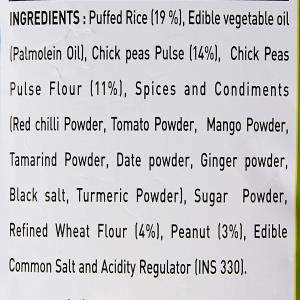 INGREDIENTS : Puffed Rice (19 %), Edible vegetable oil
(Palmolein Oil), Chick peas Pulse (14%), Chick Peas
Pulse Flour (11%), Spices and Condiments
(Red chilli Powder, Tomato Powder, Mango Powder,
Tamarind Powder, Date powder, Ginger powder,
Black salt, Turmeric Powder), Sugar Powder,
Refined Wheat Flour (4%), Peanut (3%), Edible
Common Salt and Acidity Regulator (INS 330).